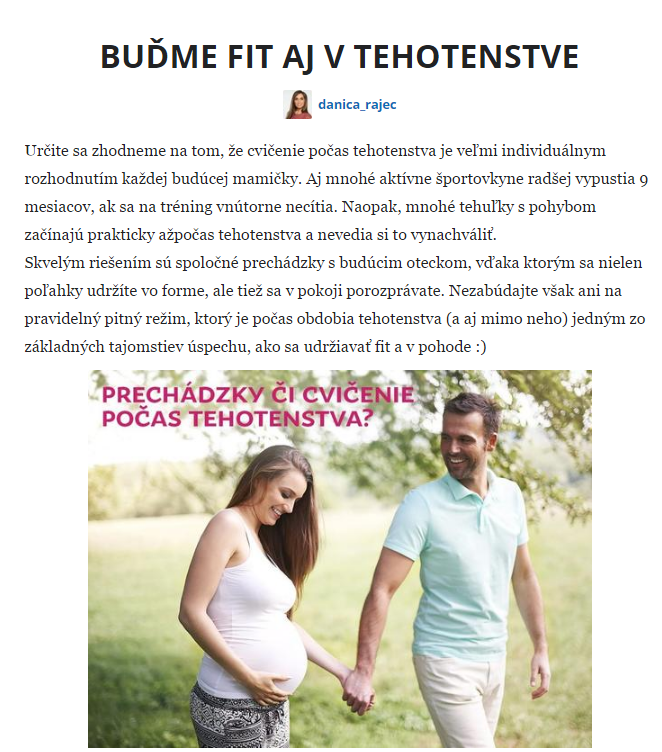 BUĎME FIT AJ V TEHOTENSTVE
danica_rajec
Určite sa zhodneme na tom, že cvičenie počas tehotenstva je veľmi individuálnym
rozhodnutím každej budúcej mamičky. Aj mnohé aktívne športovkyne radšej vypustia 9
mesiacov, ak sa na tréning vnútorne necítia. Naopak, mnohé tehuľky s pohybom
začínajú prakticky ažpočas tehotenstva a nevedia si to vynachváliť.
Skvelým riešením sú spoločné prechádzky s budúcim oteckom, vďaka ktorým sa nielen
poľahky udržíte vo forme, ale tiež sa v pokoji porozprávate. Nezabúdajte však ani na
pravidelný pitný režim, ktorý je počas obdobia tehotenstva (a aj mimo neho) jedným zo
základných tajomstiev úspechu, ako sa udržiavať fit a v pohode :)
PRECHÁDZKY ČI CVIČENIE
POČAS TEHOTENSTVA?